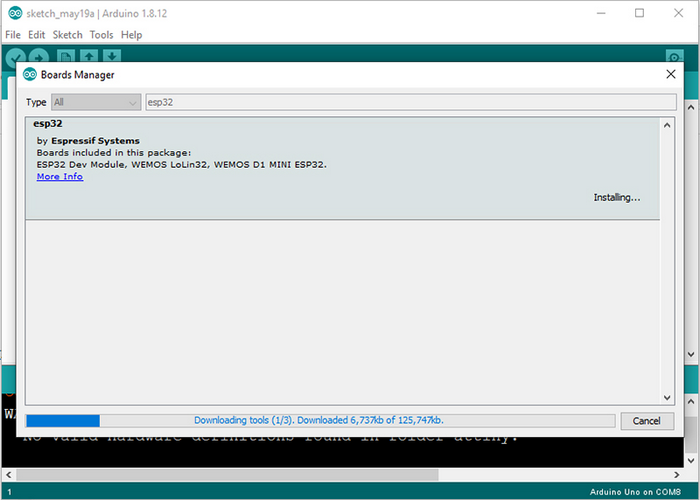 sketch_may19a | Arduino 1.8.12
File Edit Sketch Tools Help
Boards Manager
Type All esp32
esp32
by Espressif Systems
Boards included in this package:
ESP32 Dev Module, WEMOS LoLin32, WEMOS D1 MINI ESP32.
More Info
Installing...
Downloading tools (1/3). Downloaded 6,737kb of 125,747kb.
Cancel
No valid hardware definitions found in folder attiny.
1 Arduino Uno on COM8